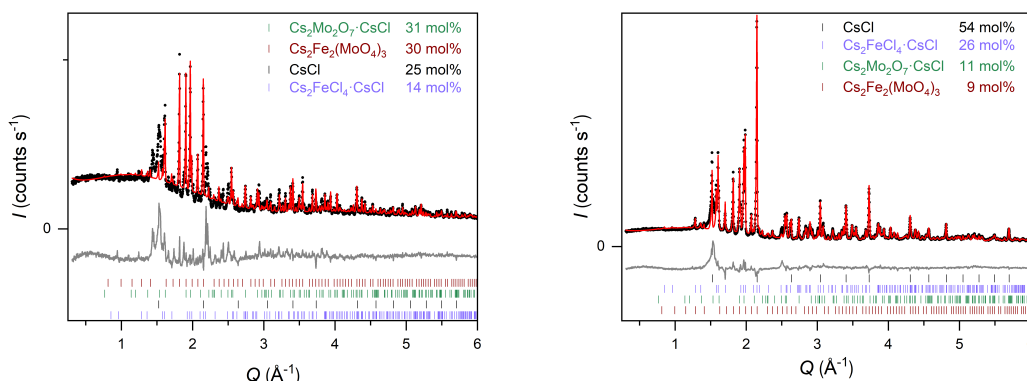 Cs₂Mo₂O₇·CsCl 31 mol%
Cs₂Fe₂(MoO₄)₃ 30 mol%
CsCl 25 mol%
Cs₂FeCl₄·CsCl 14 mol%
I (counts s⁻¹)
0
1 2 3 4 5 6
Q (Å⁻¹)
CsCl 54 mol%
Cs₂FeCl₄·CsCl 26 mol%
Cs₂Mo₂O₇·CsCl 11 mol%
Cs₂Fe₂(MoO₄)₃ 9 mol%
I (counts s⁻¹)
0
1 2 3 4 5
Q (Å⁻¹)